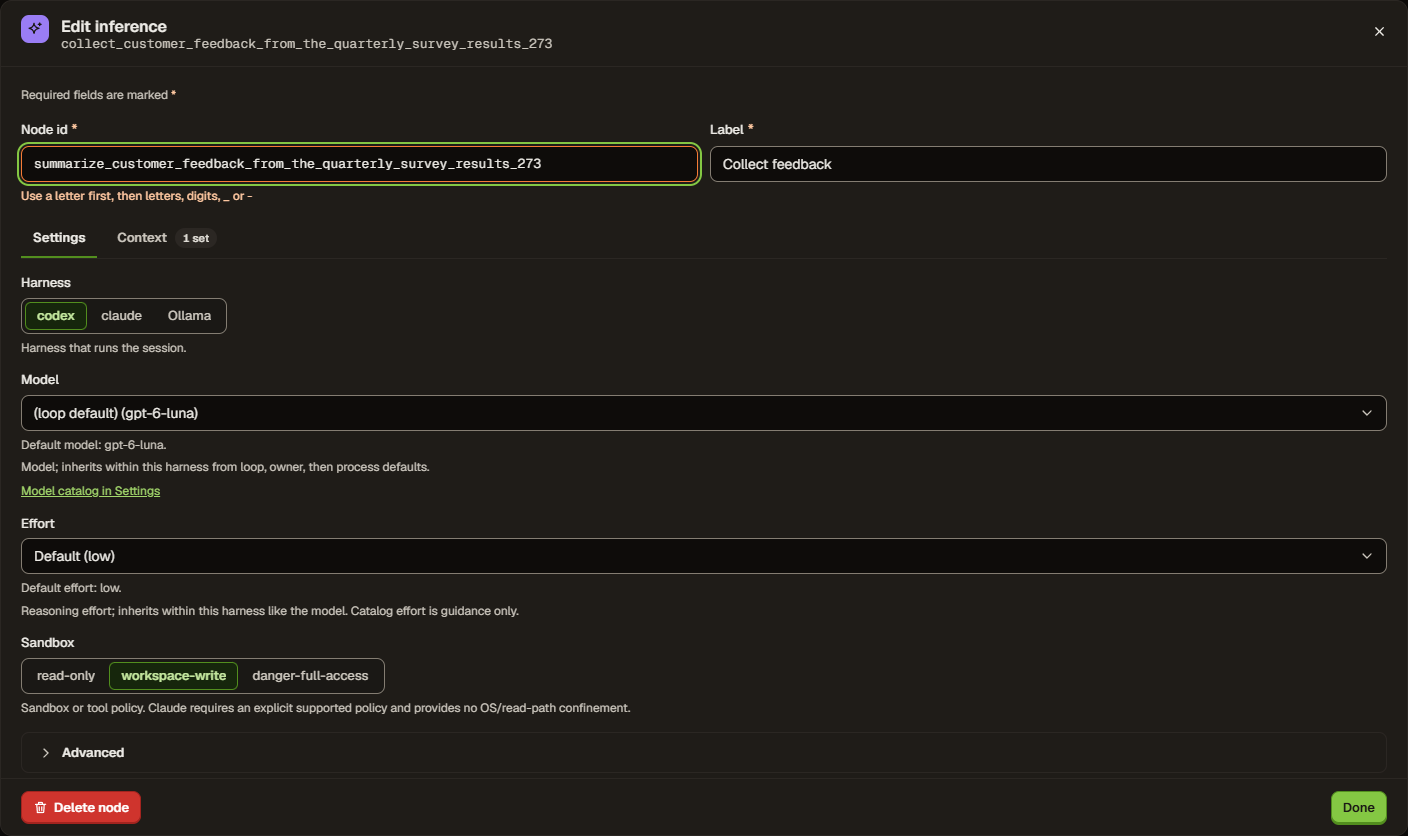 Edit inference
collect_customer_feedback_from_the_quarterly_survey_results_273
Required fields are marked *
Node id *
Label *
summarize_customer_feedback_from_the_quarterly_survey_results_273
Collect feedback
Use a letter first, then letters, digits, _ or -
Settings
Context 1 set
Harness
codex claude Ollama
Harness that runs the session.
Model
(loop default) (gpt-6-luna)
Default model: gpt-6-luna.
Model; inherits within this harness from loop, owner, then process defaults.
Model catalog in Settings
Effort
Default (low)
Default effort: low.
Reasoning effort; inherits within this harness like the model. Catalog effort is guidance only.
Sandbox
read-only workspace-write danger-full-access
Sandbox or tool policy. Claude requires an explicit supported policy and provides no OS/read-path confinement.
Advanced
Delete node
Done